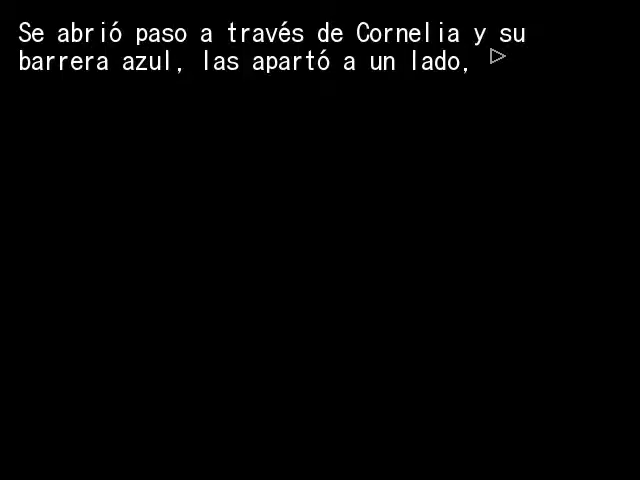 Se abrió paso a través de Cornelia y su
barrera azul, las apartó a un lado,